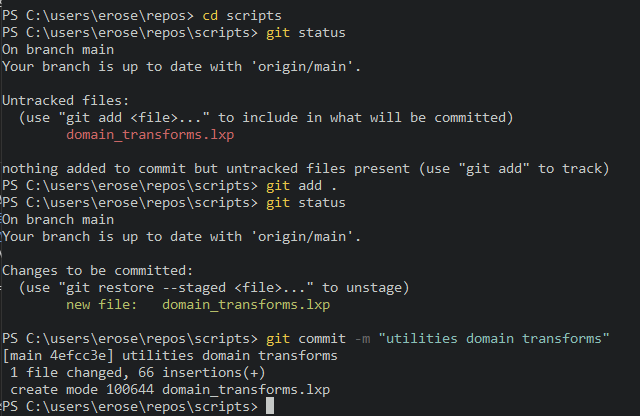 PS C:\users\erose\repos> cd scripts
PS C:\users\erose\repos\scripts> git status
On branch main
Your branch is up to date with 'origin/main'.
Untracked files:
(use "git add <file>..." to include in what will be committed)
domain_transforms.lxp
nothing added to commit but untracked files present (use "git add" to track)
PS C:\users\erose\repos\scripts> git add .
PS C:\users\erose\repos\scripts> git status
On branch main
Your branch is up to date with 'origin/main'.
Changes to be committed:
(use "git restore --staged <file>..." to unstage)
new file:   domain_transforms.lxp
PS C:\users\erose\repos\scripts> git commit -m "utilities domain transforms"
[main 4efcc3e] utilities domain transforms
1 file changed, 66 insertions(+)
create mode 100644 domain_transforms.lxp
PS C:\users\erose\repos\scripts>